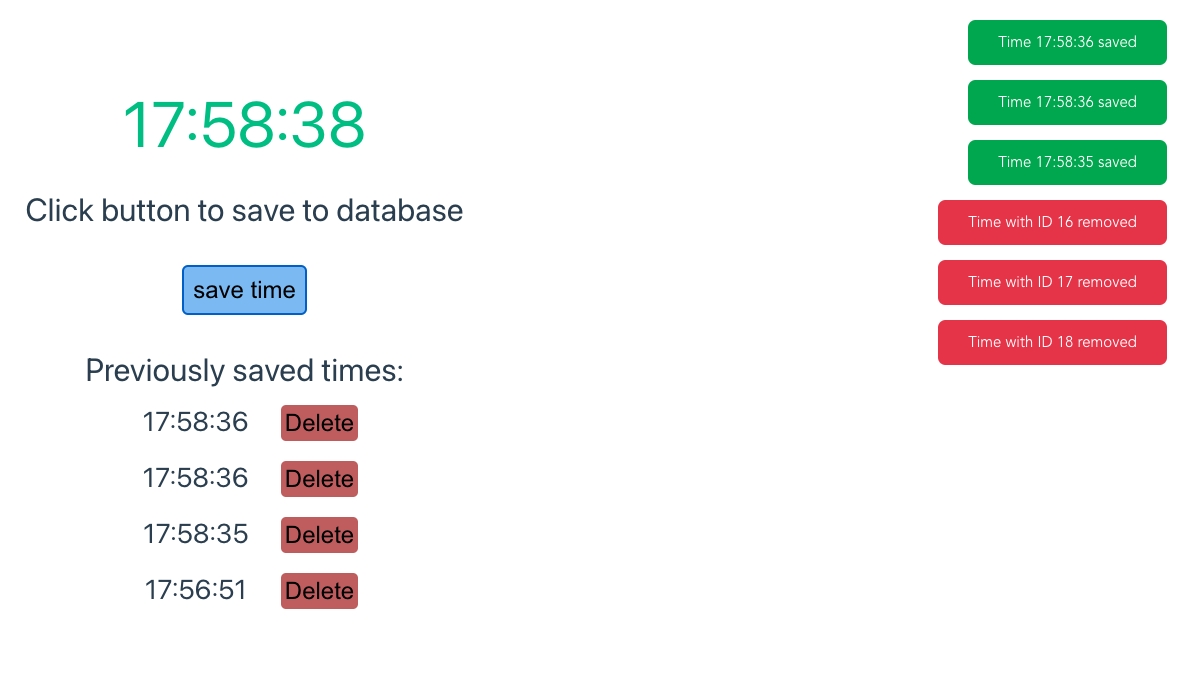 17:58:38
Click button to save to database
save time
Previously saved times:
17:58:36 Delete
17:58:36 Delete
17:58:35 Delete
17:56:51 Delete
Time 17:58:36 saved
Time 17:58:36 saved
Time 17:58:35 saved
Time with ID 16 removed
Time with ID 17 removed
Time with ID 18 removed